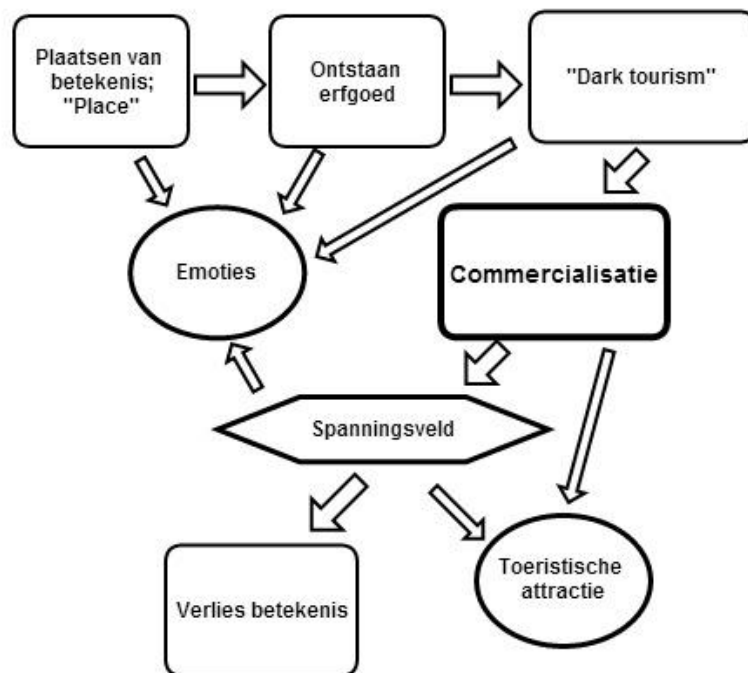 Plaatsen van
betekenis;
"Place"
Ontstaan
erfgoed
"Dark tourism"
Emoties
Commercialisatie
Spanningsveld
Verlies betekenis
Toeristische
attractie